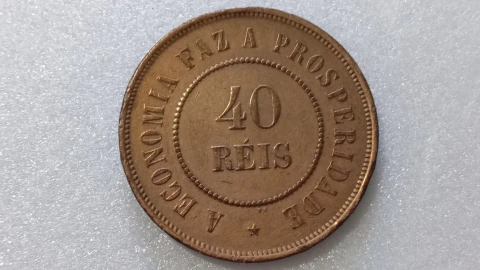 A ECONOMIA FAZ A PROSPERIDADE
40
RÉIS